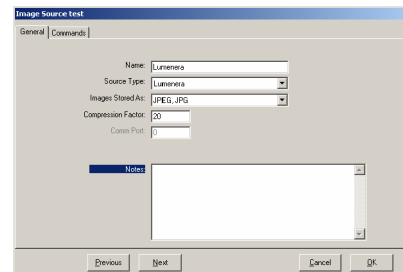 Image Source test
General Commands
Name: Lumenera
Source Type: Lumenera
Images Stored As: JPEG, JPG
Compression Factor: 20
Comm Port: 0
Notes:
Previous Next Cancel OK